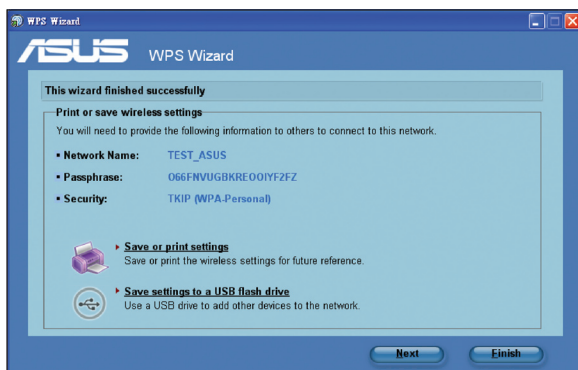 WPS Wizard
ASUS WPS Wizard
This wizard finished successfully
Print or save wireless settings
You will need to provide the following information to others to connect to this network.
Network Name: TEST_ASUS
Passphrase: O66FNVUGBKREOOIYF2FZ
Security: TKIP (WPA-Personal)
Save or print settings
Save or print the wireless settings for future reference.
Save settings to a USB flash drive
Use a USB drive to add other devices to the network.
Next Finish